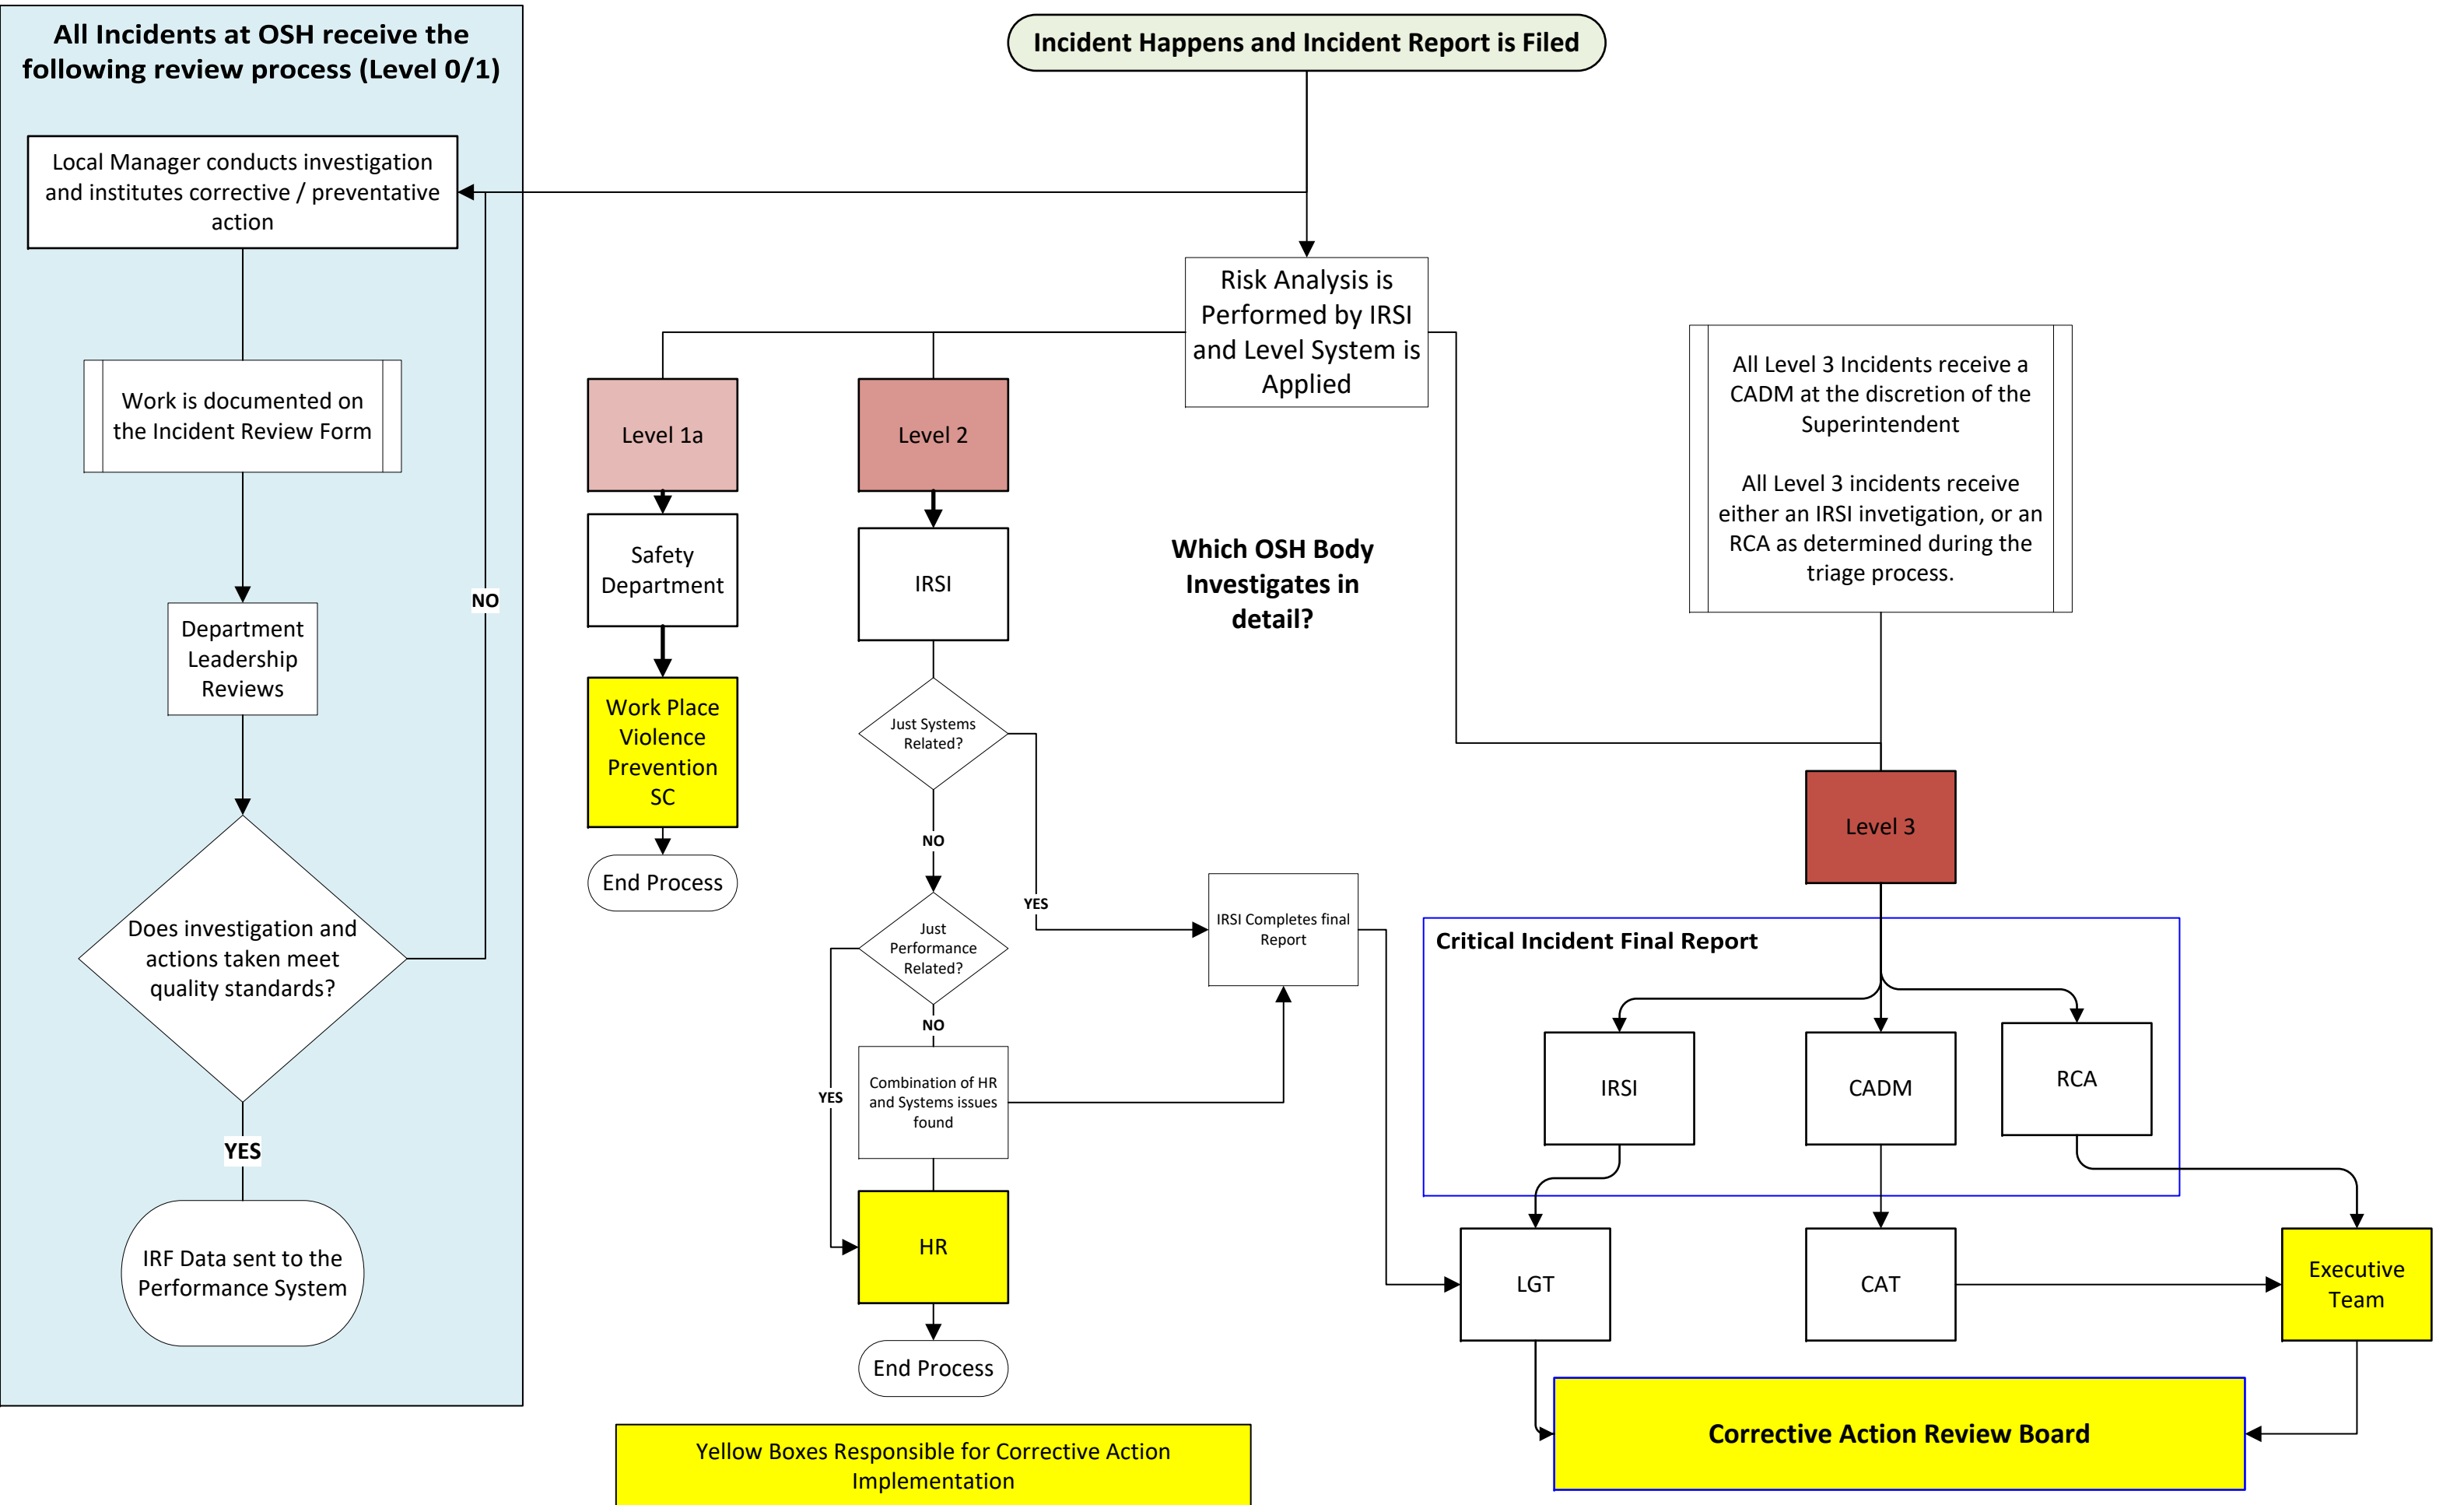 All Incidents at OSH receive the
following review process (Level 0/1)
Local Manager conducts investigation
and institutes corrective / preventative
action
Work is documented on
the Incident Review Form
Department
Leadership
Reviews
NO
Does investigation and
actions taken meet
quality standards?
YES
IRF Data sent to the
Performance System
Incident Happens and Incident Report is Filed
Risk Analysis is
Performed by IRSI
and Level System is
Applied
Level 1a
Safety
Department
Work Place
Violence
Prevention
SC
End Process
Level 2
IRSI
Just Systems
Related?
NO
YES
Just
Performance
Related?
NO
YES
Combination of HR
and Systems issues
found
HR
End Process
IRSI Completes final
Report
Which OSH Body
Investigates in
detail?
All Level 3 Incidents receive a
CADM at the discretion of the
Superintendent
All Level 3 incidents receive
either an IRSI invetigation, or an
RCA as determined during the
triage process.
Level 3
Critical Incident Final Report
IRSI
CADM
RCA
LGT
CAT
Executive
Team
Corrective Action Review Board
Yellow Boxes Responsible for Corrective Action
Implementation